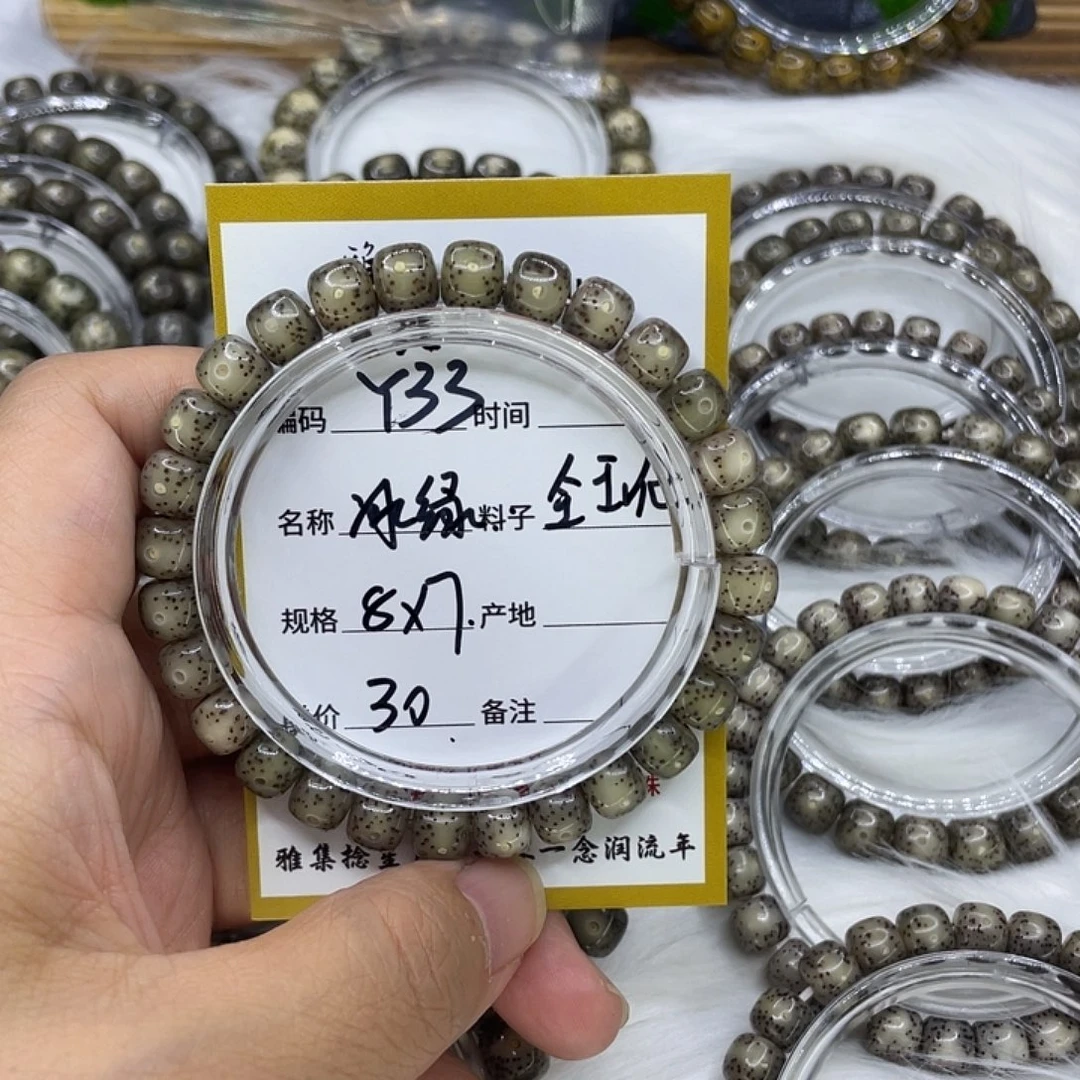 编码 Y33 时间
名称 冰绿 料子 全玉化
规格 8X7. 产地
价 30. 备注
珠
雅集捻 一念润流年